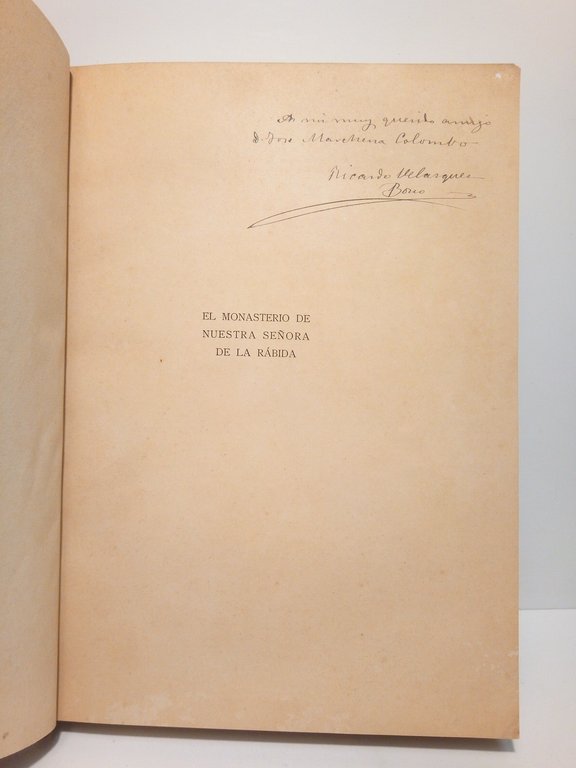 A mi muy querido amigo
D. José Marchena Colombo
Ricardo Velazquez
Bosco
EL MONASTERIO DE
NUESTRA SEÑORA
DE LA RÁBIDA